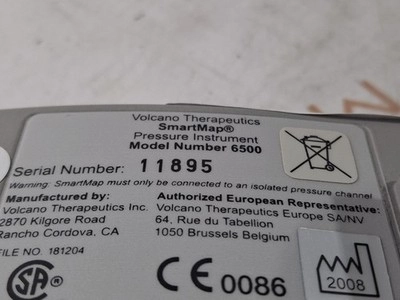 Volcano Therapeutics
SmartMap®
Pressure Instrument
Model Number 6500
Serial Number: 11895
Warning: SmartMap must only be connected to an isolated pressure channel
Manufactured by:
Volcano Therapeutics Inc.
2870 Kilgore Road
Rancho Cordova, CA
Authorized European Representative:
Volcano Therapeutics Europe SA/NV
64, Rue du Tabellion
1050 Brussels Belgium
FILE No. 181204
SA®
CE 0086
2008